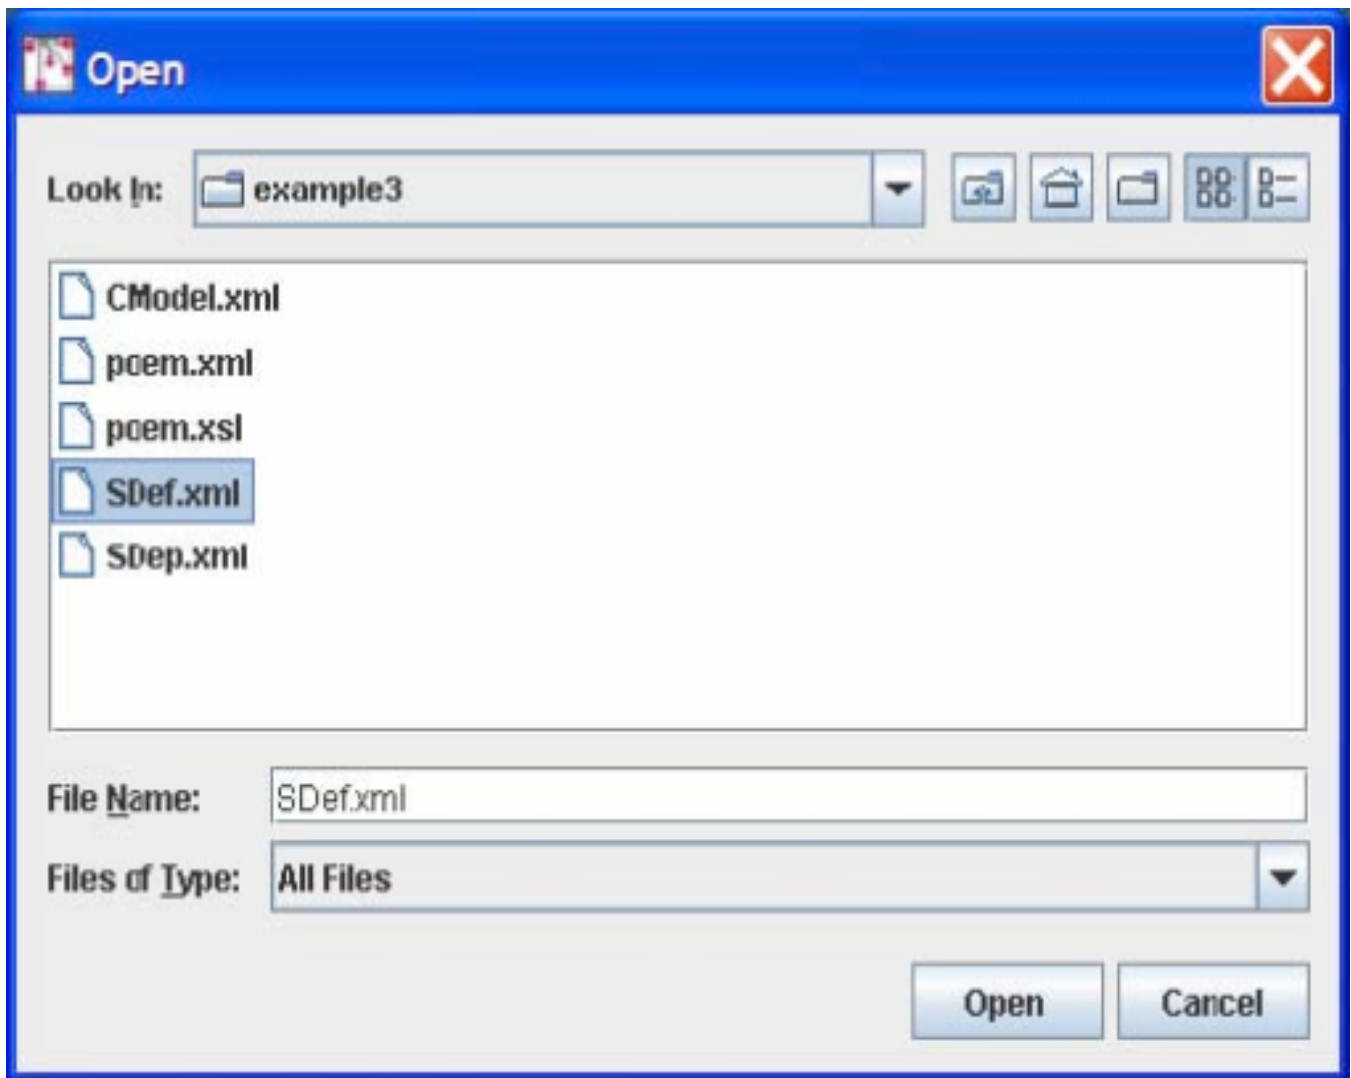 Open
Look In: example3
CModel.xml
poem.xml
poem.xsl
SDef.xml
SDep.xml
File Name: SDef.xml
Files of Type: All Files
Open Cancel